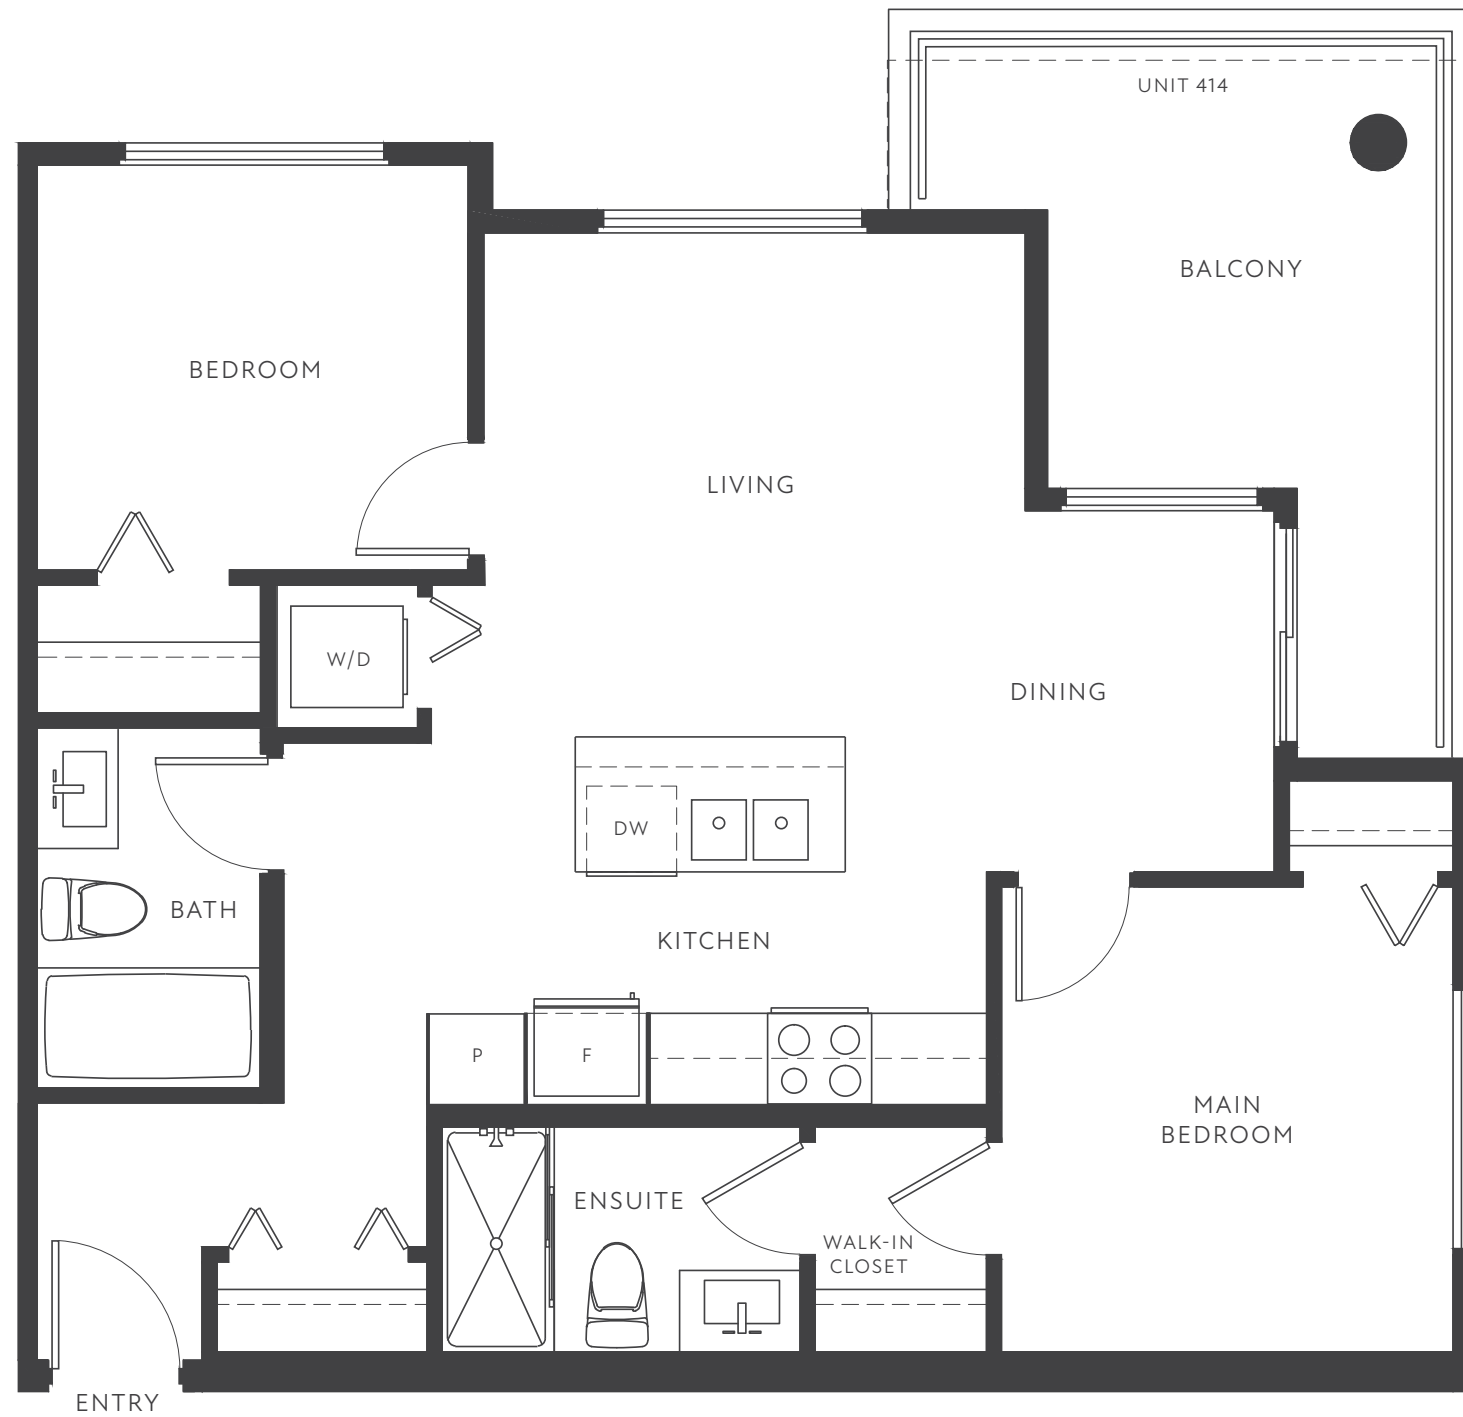 UNIT 414
BALCONY
BEDROOM
LIVING
W/D
DINING
DW
BATH
KITCHEN
P
F
MAIN
BEDROOM
ENSUITE
WALK-IN
CLOSET
ENTRY